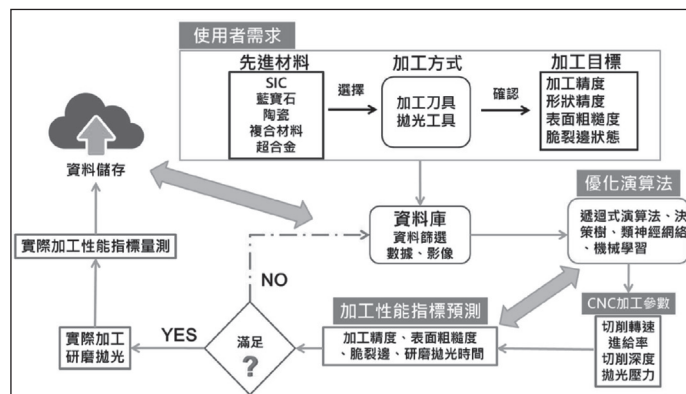 使用者需求
先進材料
SIC
藍寶石
陶瓷
複合材料
超合金
選擇
加工方式
加工刀具
拋光工具
確認
加工目標
加工精度
形狀精度
表面粗糙度
脆裂邊狀態
資料儲存
優化演算法
遞迴式演算法、決
策樹、類神經網絡
、機械學習
資料庫
資料篩選
數據、影像
實際加工性能指標量測
NO
加工性能指標預測
CNC加工參數
切削轉速
進給率
切削深度
拋光壓力
加工精度、表面粗糙度
、脆裂邊、研磨拋光時間
滿足
?
YES
實際加工
研磨拋光